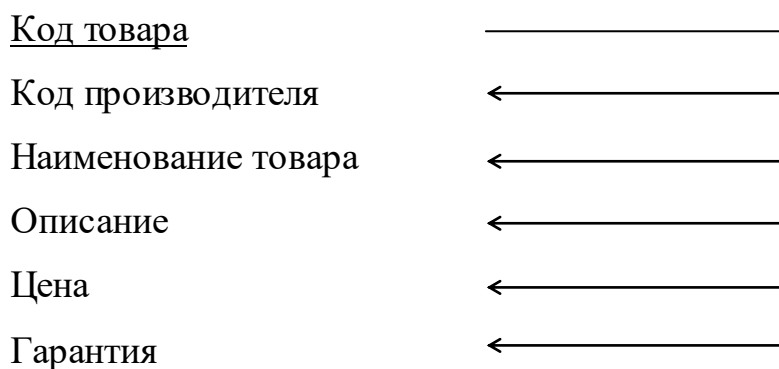 Код товара
Код производителя
Наименование товара
Описание
Цена
Гарантия